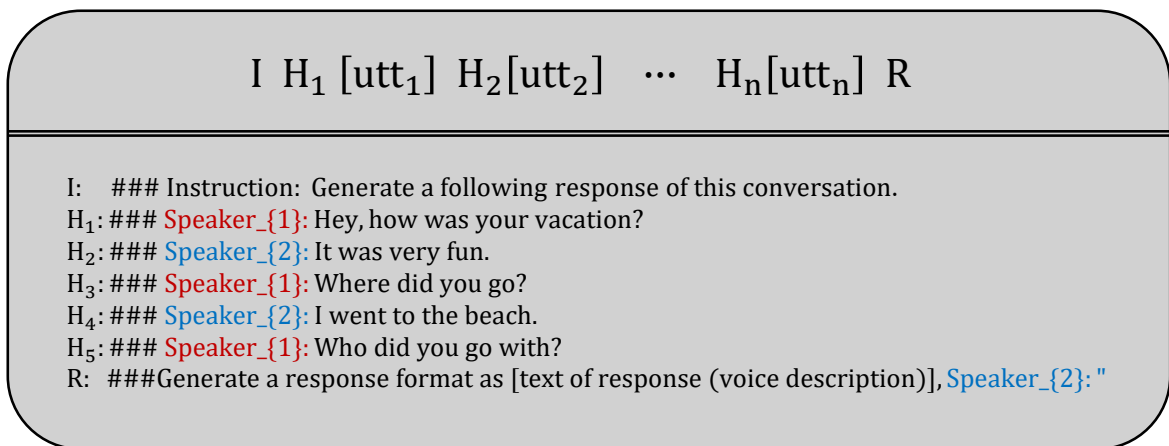 I H₁ [utt₁] H₂[utt₂] ⋯ Hₙ[uttₙ] R
I: ### Instruction: Generate a following response of this conversation.
H₁: ### Speaker_{1}: Hey, how was your vacation?
H₂: ### Speaker_{2}: It was very fun.
H₃: ### Speaker_{1}: Where did you go?
H₄: ### Speaker_{2}: I went to the beach.
H₅: ### Speaker_{1}: Who did you go with?
R: ###Generate a response format as [text of response (voice description)], Speaker_{2}: "